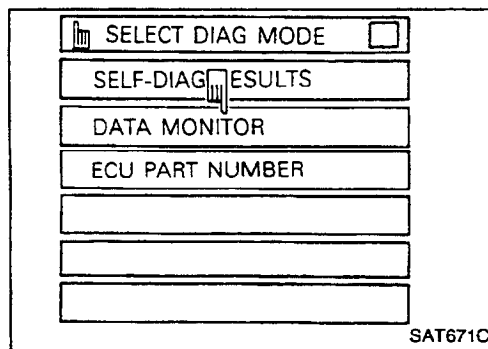 SELECT DIAG MODE
SELF-DIAG ESULTS
DATA MONITOR
ECU PART NUMBER
SAT671C